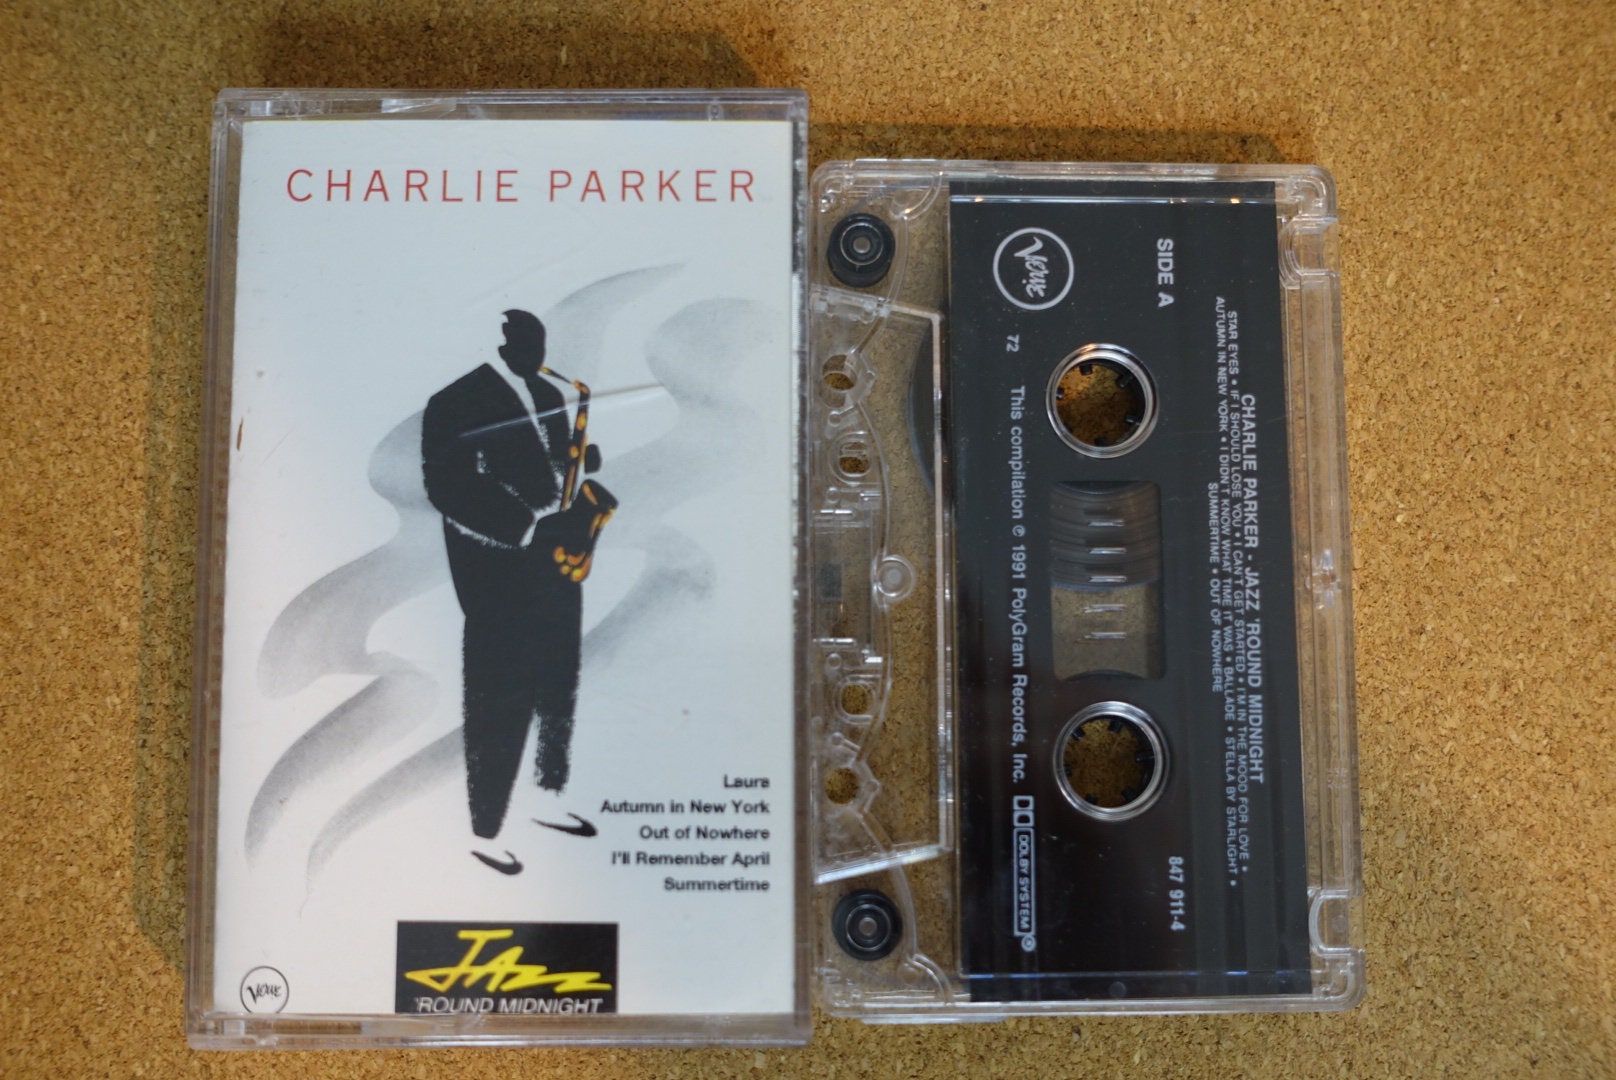 CHARLIE PARKER
Laura
Autumn in New York
Out of Nowhere
I'll Remember April
Summertime
Verve
JAZZ
'ROUND MIDNIGHT
CHARLIE PARKER - JAZZ 'ROUND MIDNIGHT
STAR EYES • IF I SHOULD LOSE YOU • I CAN'T GET STARTED • I'M IN THE MOOD FOR LOVE •
AUTUMN IN NEW YORK • I DIDN'T KNOW WHAT TIME IT WAS • BALLADE • STELLA BY STARLIGHT •
SUMMERTIME • OUT OF NOWHERE
SIDE A
847 911-4
Verve
72
This compilation ℗ 1991 PolyGram Records, Inc.
DOLBY SYSTEM ®